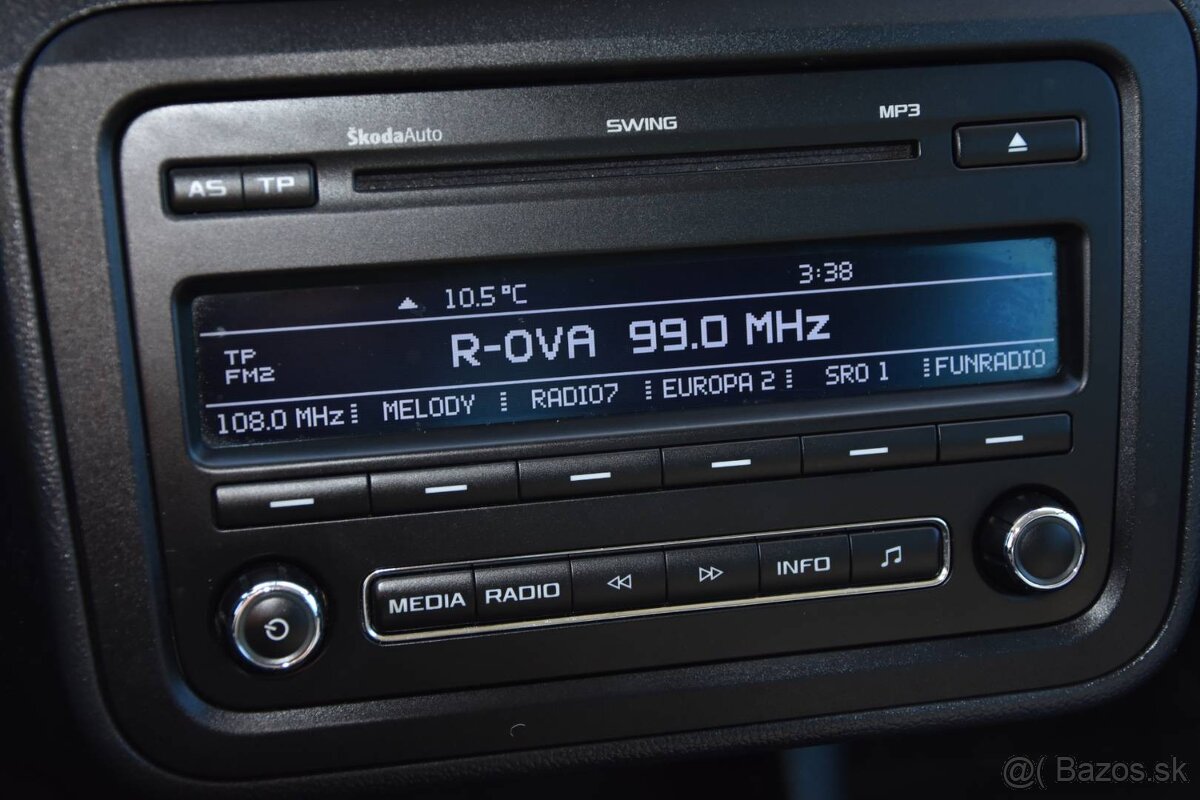 ŠkodaAuto SWING MP3
AS TP
10.5°C 3:38
R-OVA 99.0 MHz
TP
FM2
108.0 MHz MELODY RADIO7 EUROPA 2 SRO 1 FUNRADIO
MEDIA RADIO INFO
@( Bazos.sk